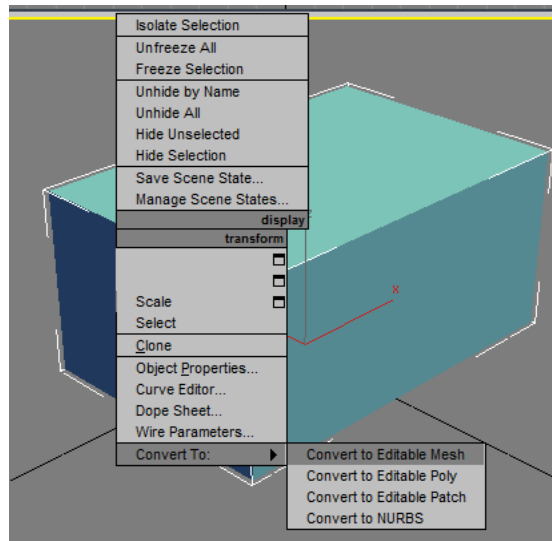 Isolate Selection
Unfreeze All
Freeze Selection
Unhide by Name
Unhide All
Hide Unselected
Hide Selection
Save Scene State...
Manage Scene States...
display
transform
x
Scale
Select
Clone
Object Properties...
Curve Editor...
Dope Sheet...
Wire Parameters...
Convert To:
Convert to Editable Mesh
Convert to Editable Poly
Convert to Editable Patch
Convert to NURBS